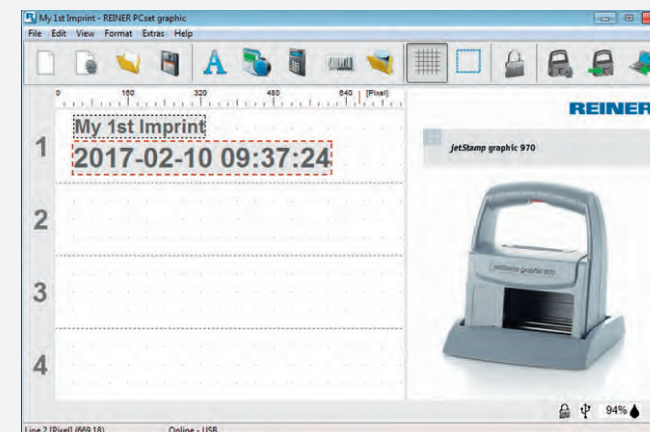 My 1st Imprint - REINER PCset graphic
File Edit View Format Extras Help
0 160 320 480 640 [Pixel]
REINER
jetStamp graphic 970
1
My 1st Imprint
2017-02-10 09:37:24
2
3
4
94%
Line 2 [Pixel] (669,18) Online - USB